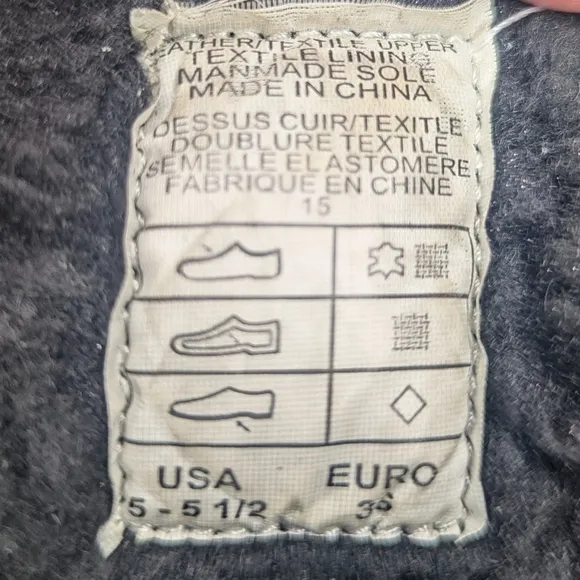 LEATHER/TEXTILE UPPER
TEXTILE LINING
MANMADE SOLE
MADE IN CHINA
DESSUS CUIR/TEXITLE
DOUBLURE TEXTILE
SEMELLE ELASTOMERE
FABRIQUE EN CHINE
15
USA EURO
5 - 5 1/2